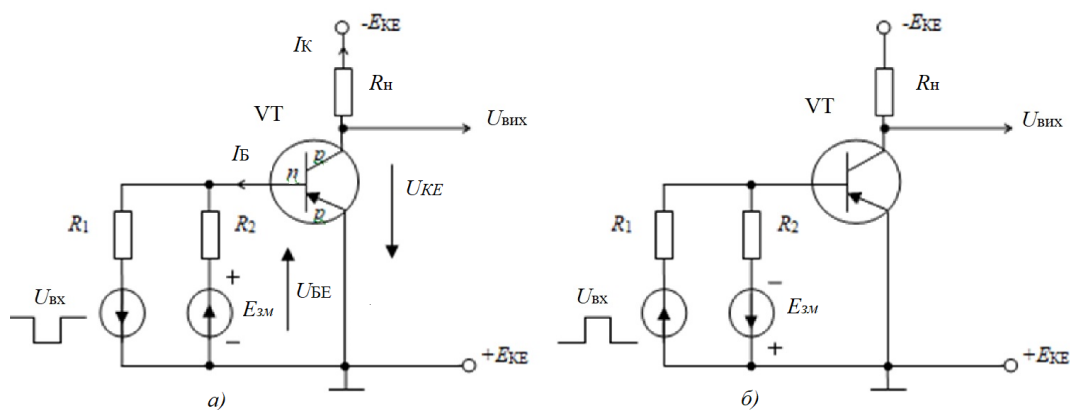 -EКЕ
IК
Rн
VT
Uвих
p
IБ
n
UКЕ
R1
R2
p
+
UБЕ
Uвх
Eзм
−
+EКЕ
а)
-EКЕ
Rн
VT
Uвих
R1
R2
−
Uвх
Eзм
+
+EКЕ
б)